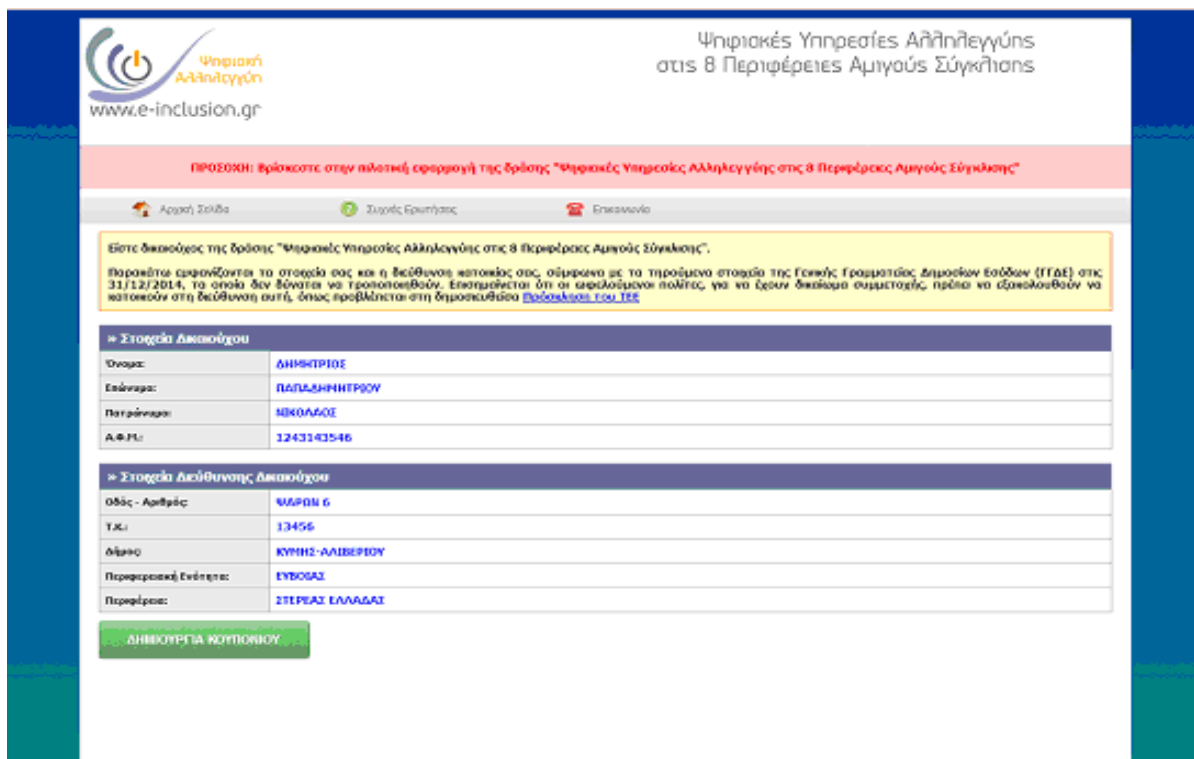 Ψηφιακή
Αλληλεγγύη
www.e-inclusion.gr
Ψηφιακές Υπηρεσίες Αλληλεγγύης
στις 8 Περιφέρειες Αμιγούς Σύγκλισης
ΠΡΟΣΟΧΗ: Βρίσκεστε στην πιλοτική εφαρμογή της δράσης "Ψηφιακές Υπηρεσίες Αλληλεγγύης στις 8 Περιφέρειες Αμιγούς Σύγκλισης"
Αρχική Σελίδα Συχνές Ερωτήσεις Επικοινωνία
Είστε δικαιούχος της δράσης "Ψηφιακές Υπηρεσίες Αλληλεγγύης στις 8 Περιφέρειες Αμιγούς Σύγκλισης".
Παρακάτω εμφανίζονται τα στοιχεία σας και η διεύθυνση κατοικίας σας, σύμφωνα με τα τηρούμενα στοιχεία της Γενικής Γραμματείας Δημοσίων Εσόδων (ΓΓΔΕ) στις
31/12/2014, τα οποία δεν δύναται να τροποποιηθούν. Επισημαίνεται ότι οι ωφελούμενοι πολίτες, για να έχουν δικαίωμα συμμετοχής, πρέπει να εξακολουθούν να
κατοικούν στη διεύθυνση αυτή, όπως προβλέπεται στη δημοσιευθείσα Πρόσκληση του ΤΕΕ
» Στοιχεία Δικαιούχου
Όνομα: ΔΗΜΗΤΡΙΟΣ
Επώνυμο: ΠΑΠΑΔΗΜΗΤΡΙΟΥ
Πατρώνυμο: ΝΙΚΟΛΑΟΣ
Α.Φ.Μ.: 1243143546
» Στοιχεία Διεύθυνσης Δικαιούχου
Οδός - Αριθμός: ΨΑΡΩΝ 6
Τ.Κ.: 13456
Δήμος: ΚΥΜΗΣ-ΑΛΙΒΕΡΙΟΥ
Περιφερειακή Ενότητα: ΕΥΒΟΙΑΣ
Περιφέρεια: ΣΤΕΡΕΑΣ ΕΛΛΑΔΑΣ
ΔΗΜΙΟΥΡΓΙΑ ΚΟΥΠΟΝΙΟΥ